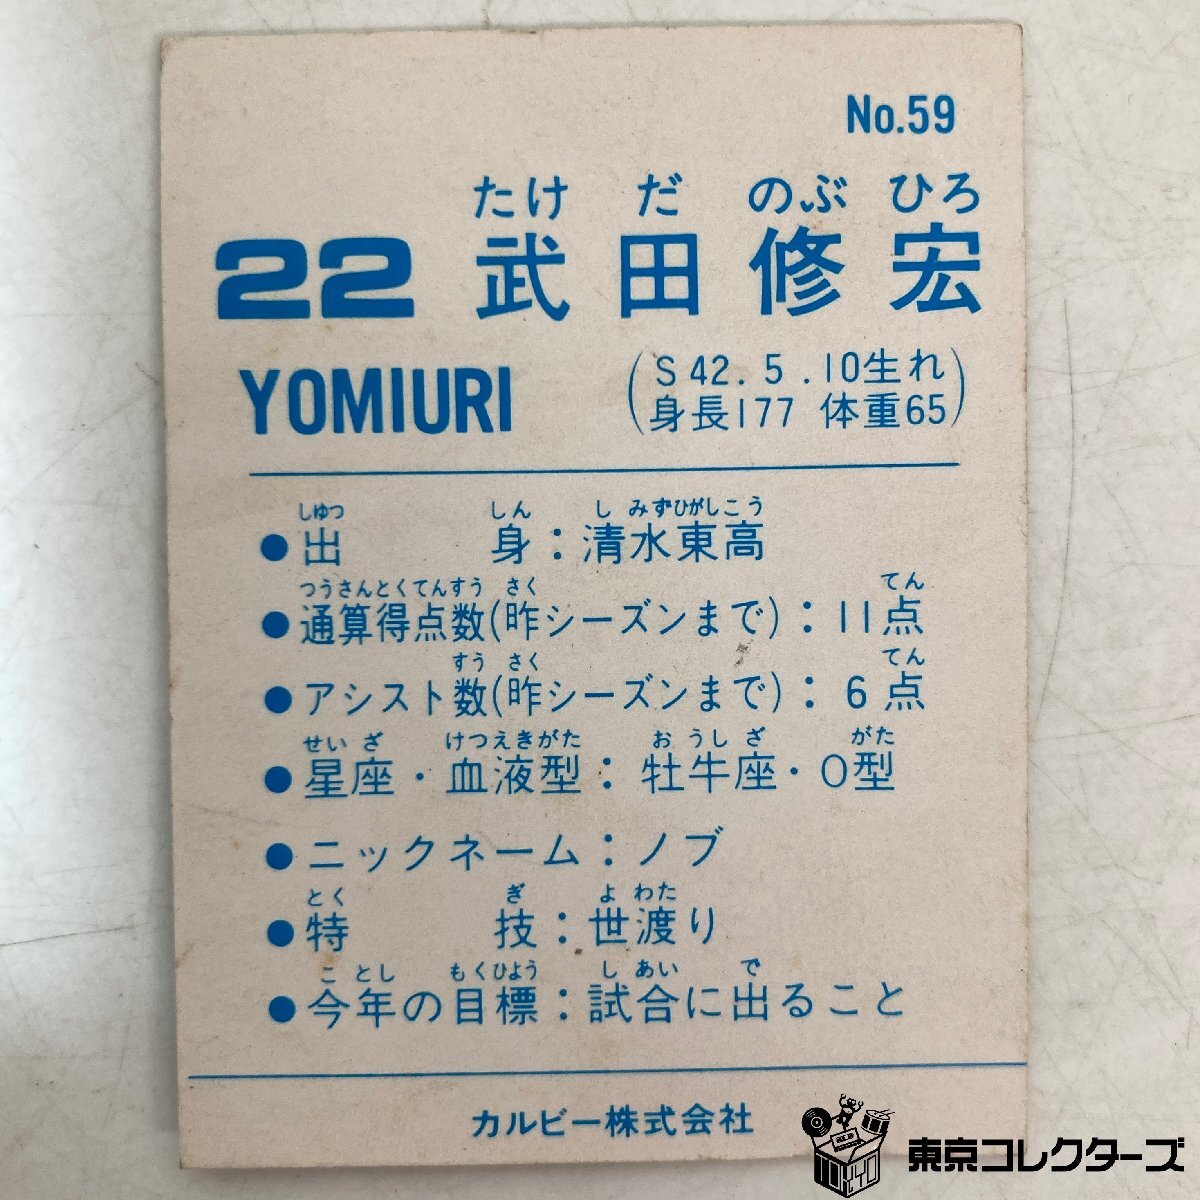 No.59
たけ だ のぶ ひろ
22 武田修宏
YOMIURI
(S42.5.10生れ
身長177 体重65)
しゅつ しん しみずひがしこう
●出 身：清水東高
つうさんとくてんすう さく てん
●通算得点数(昨シーズンまで)：11点
すう さく てん
●アシスト数(昨シーズンまで)：6点
せい ざ けつえきがた おうし ざ がた
●星座・血液型：牡牛座・O型
●ニックネーム：ノブ
とく ぎ よ わた
●特 技：世渡り
こ とし もくひよう し あい で
●今年の目標：試合に出ること
カルビー株式会社
TOKYO
東京コレクターズ